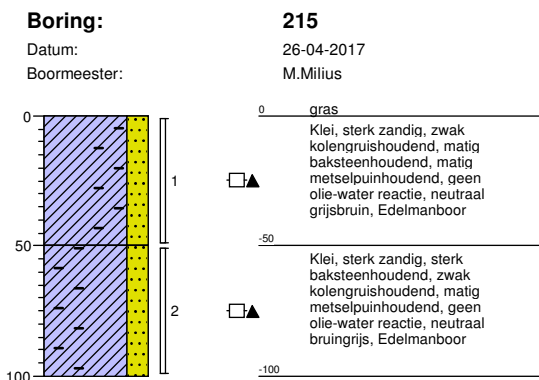 Boring: 215
Datum: 26-04-2017
Boormeester: M.Milius
0
0 gras
Klei, sterk zandig, zwak
kolengruishoudend, matig
baksteenhoudend, matig
metselpuinhoudend, geen
olie-water reactie, neutraal
grijsbruin, Edelmanboor
1
50
-50
Klei, sterk zandig, sterk
baksteenhoudend, zwak
kolengruishoudend, matig
metselpuinhoudend, geen
olie-water reactie, neutraal
bruingrijs, Edelmanboor
2
100
-100